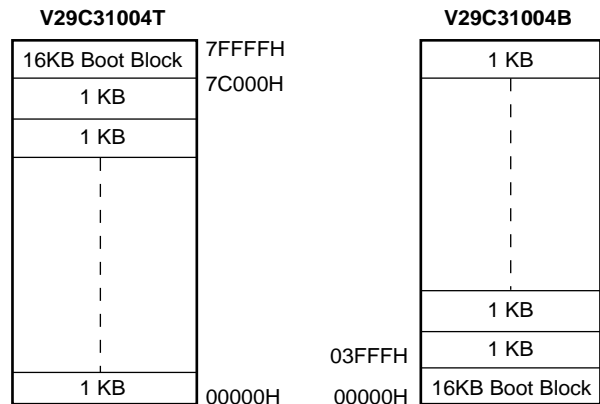 V29C31004T
16KB Boot Block
7FFFFH
1 KB
7C000H
1 KB
1 KB
00000H
V29C31004B
1 KB
1 KB
1 KB
03FFFH
16KB Boot Block
00000H